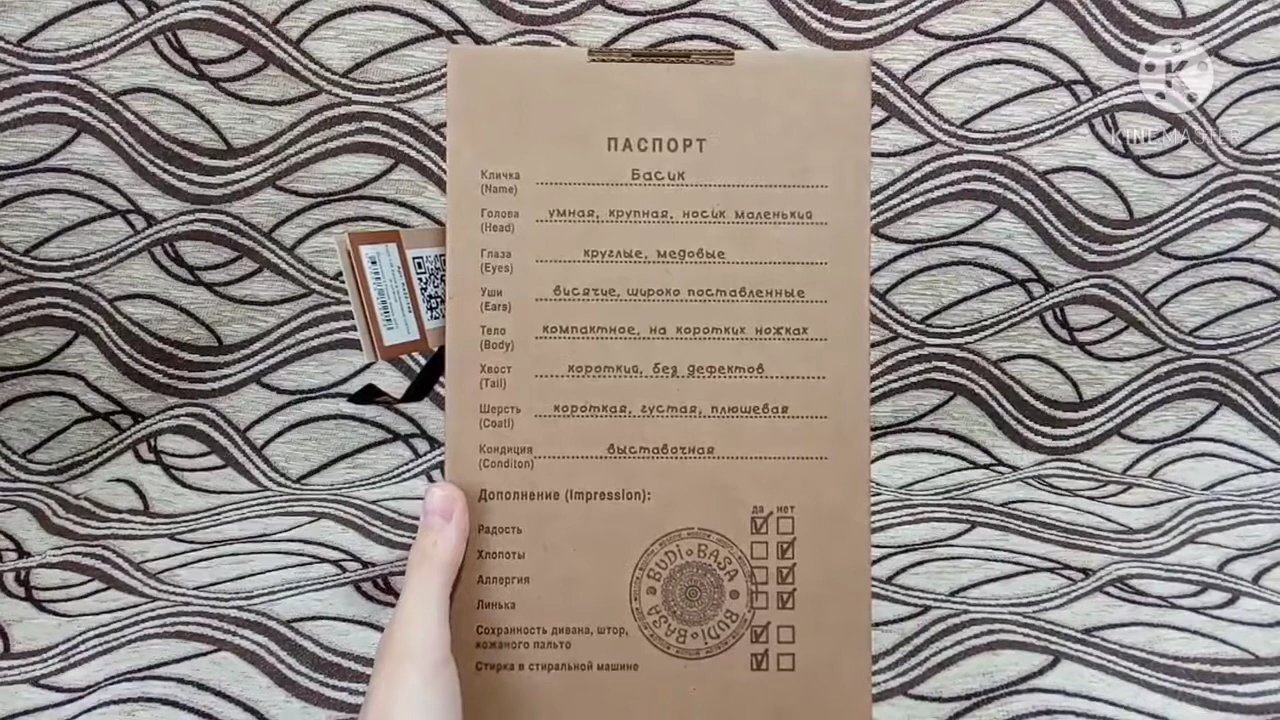 KINEMASTER
ПАСПОРТ
Кличка Басик
(Name)
Голова умная, крупная, носик маленький
(Head)
Глаза круглые, медовые
(Eyes)
Уши висячие, широко поставленные
(Ears)
Тело компактное, на коротких ножках
(Body)
Хвост короткий, без дефектов
(Tail)
Шерсть короткая, густая, плюшевая
(Coatl)
Кондиция выставочная
(Conditon)
Дополнение (Impression):
да нет
Радость
Хлопоты
Аллергия
Линька
Сохранность дивана, штор,
кожаного пальто
Стирка в стиральной машине
BUDI BASA
BUDI BASA